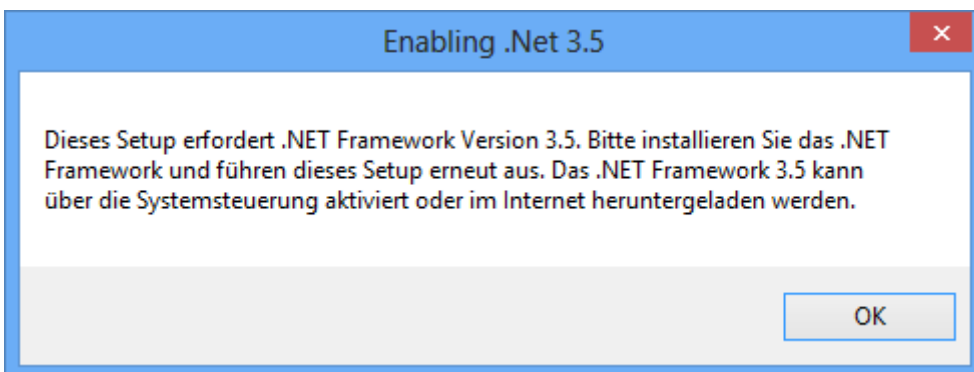 Enabling .Net 3.5
Dieses Setup erfordert .NET Framework Version 3.5. Bitte installieren Sie das .NET
Framework und führen dieses Setup erneut aus. Das .NET Framework 3.5 kann
über die Systemsteuerung aktiviert oder im Internet heruntergeladen werden.
OK